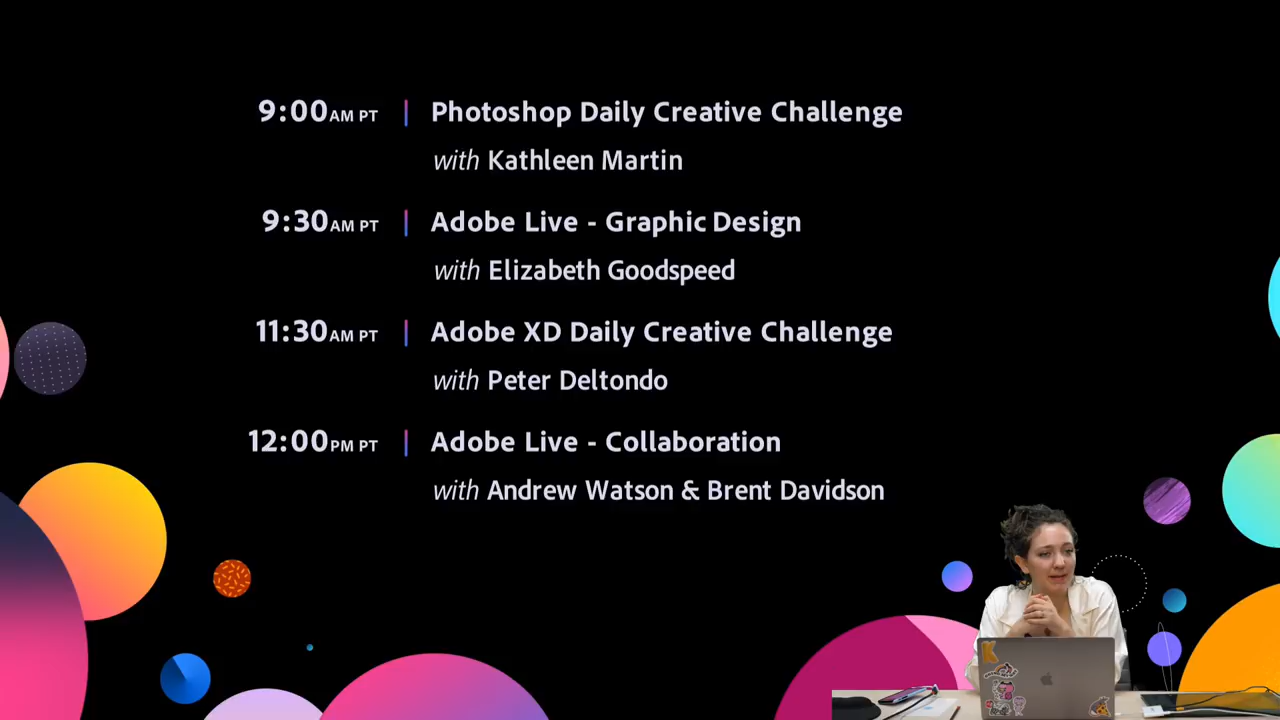 9:00AM PT | Photoshop Daily Creative Challenge
with Kathleen Martin
9:30AM PT | Adobe Live - Graphic Design
with Elizabeth Goodspeed
11:30AM PT | Adobe XD Daily Creative Challenge
with Peter Deltondo
12:00PM PT | Adobe Live - Collaboration
with Andrew Watson & Brent Davidson